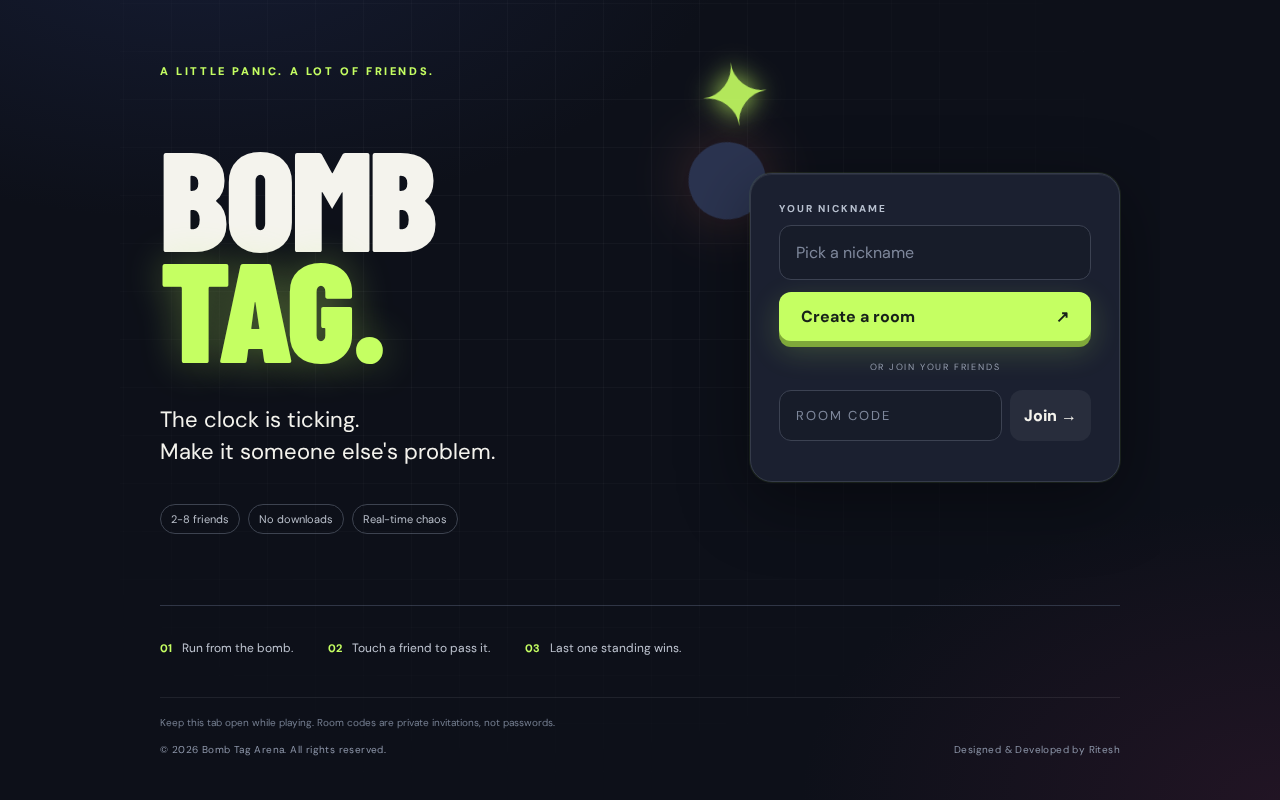 A LITTLE PANIC. A LOT OF FRIENDS.
BOMB
TAG.
The clock is ticking.
Make it someone else's problem.
2-8 friends
No downloads
Real-time chaos
YOUR NICKNAME
Pick a nickname
Create a room ↗
OR JOIN YOUR FRIENDS
ROOM CODE
Join →
01 Run from the bomb.
02 Touch a friend to pass it.
03 Last one standing wins.
Keep this tab open while playing. Room codes are private invitations, not passwords.
© 2026 Bomb Tag Arena. All rights reserved.
Designed & Developed by Ritesh